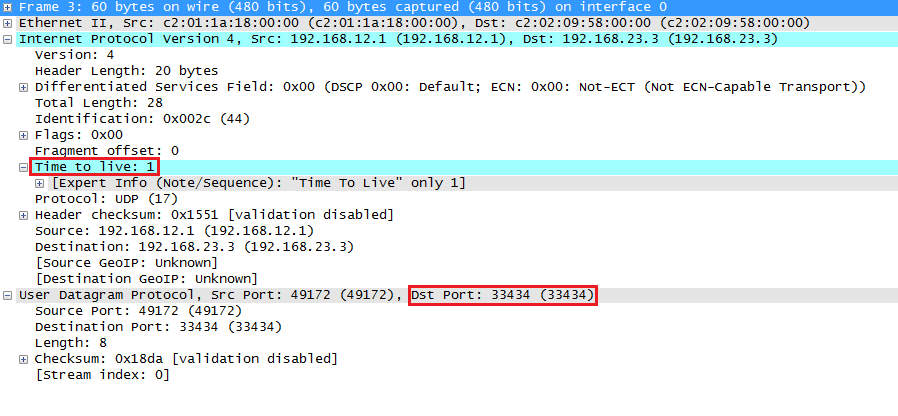 Frame 3: 60 bytes on wire (480 bits), 60 bytes captured (480 bits) on interface 0
Ethernet II, Src: c2:01:1a:18:00:00 (c2:01:1a:18:00:00), Dst: c2:02:09:58:00:00 (c2:02:09:58:00:00)
Internet Protocol Version 4, Src: 192.168.12.1 (192.168.12.1), Dst: 192.168.23.3 (192.168.23.3)
Version: 4
Header Length: 20 bytes
Differentiated Services Field: 0x00 (DSCP 0x00: Default; ECN: 0x00: Not-ECT (Not ECN-Capable Transport))
Total Length: 28
Identification: 0x002c (44)
Flags: 0x00
Fragment offset: 0
Time to live: 1
[Expert Info (Note/Sequence): "Time To Live" only 1]
Protocol: UDP (17)
Header checksum: 0x1551 [validation disabled]
Source: 192.168.12.1 (192.168.12.1)
Destination: 192.168.23.3 (192.168.23.3)
[Source GeoIP: Unknown]
[Destination GeoIP: Unknown]
User Datagram Protocol, Src Port: 49172 (49172), Dst Port: 33434 (33434)
Source Port: 49172 (49172)
Destination Port: 33434 (33434)
Length: 8
Checksum: 0x18da [validation disabled]
[Stream index: 0]